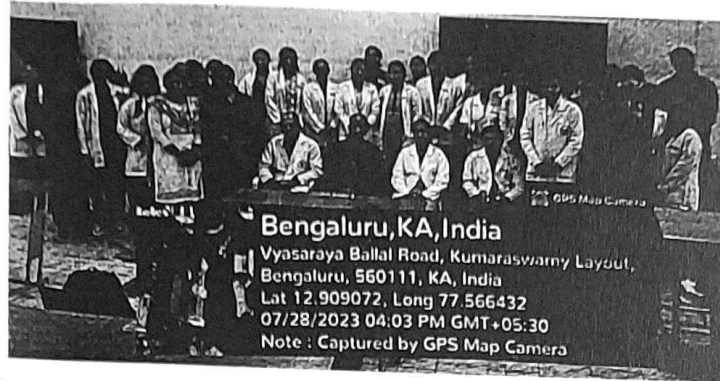 GPS Map Camera
Bengaluru,KA,India
Vyasaraya Ballal Road, Kumaraswamy Layout,
Bengaluru, 560111, KA, India
Lat 12.909072, Long 77.566432
07/28/2023 04:03 PM GMT+05:30
Note : Captured by GPS Map Camera